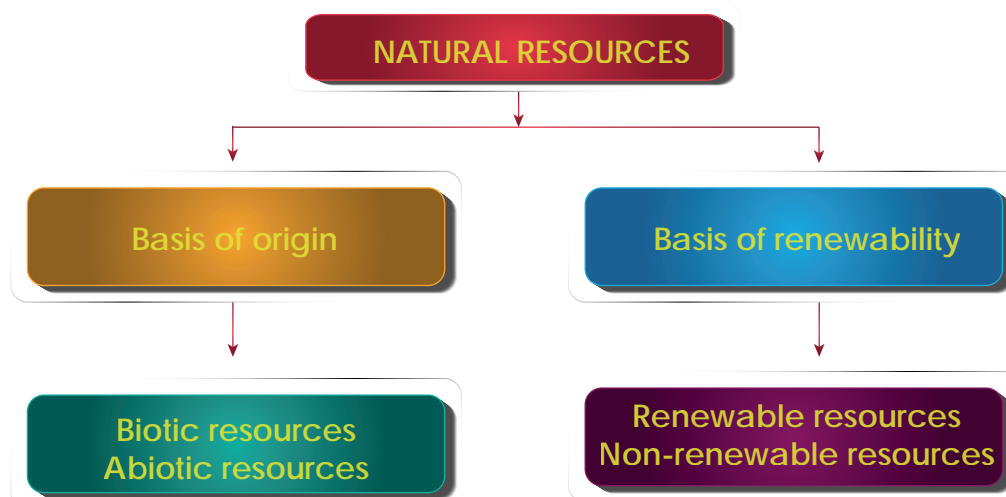 NATURAL RESOURCES
Basis of origin
Basis of renewability
Biotic resources
Abiotic resources
Renewable resources
Non-renewable resources